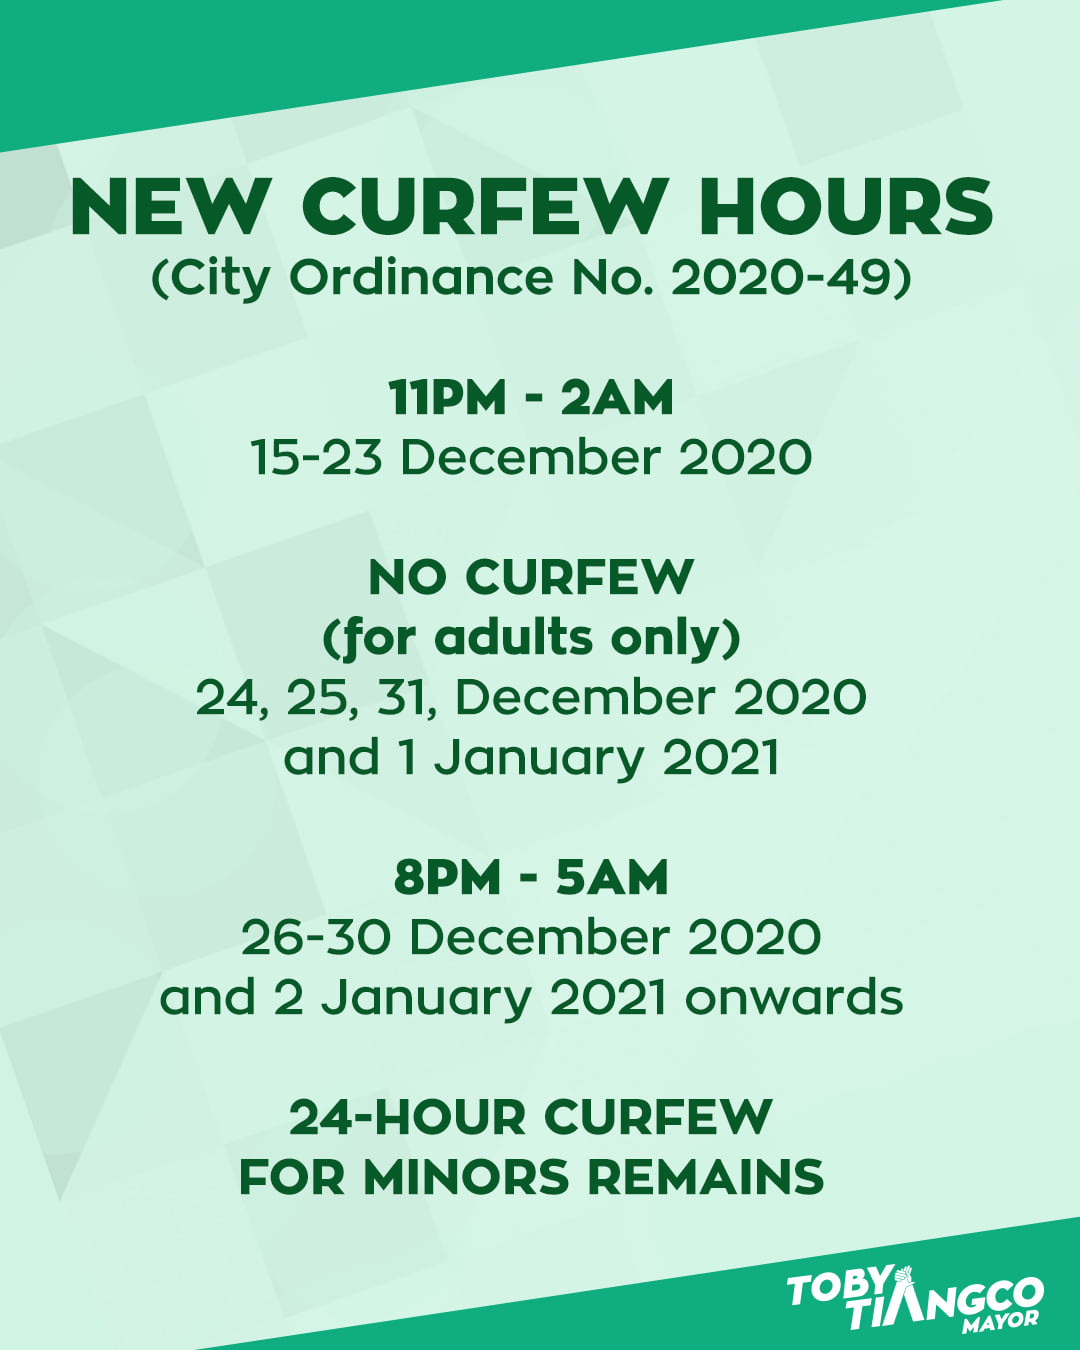 NEW CURFEW HOURS
(City Ordinance No. 2020-49)
11PM - 2AM
15-23 December 2020
NO CURFEW
(for adults only)
24, 25, 31, December 2020
and 1 January 2021
8PM - 5AM
26-30 December 2020
and 2 January 2021 onwards
24-HOUR CURFEW
FOR MINORS REMAINS
TOBY
TIANGCO
MAYOR